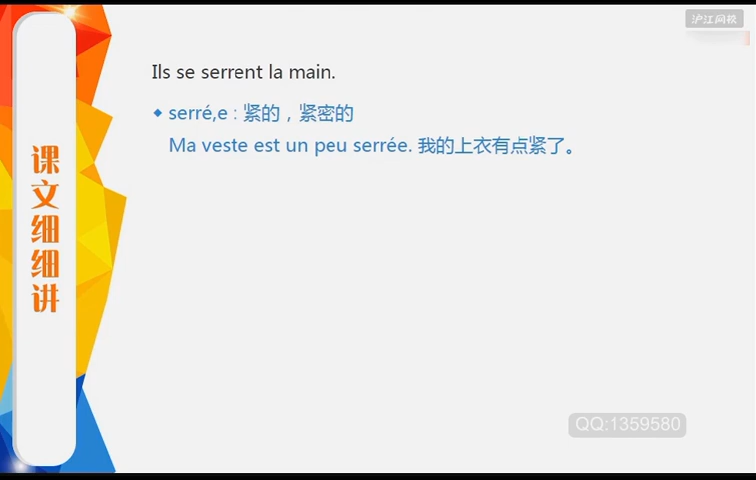 沪江网校
Ils se serrent la main.
serré,e : 紧的，紧密的
Ma veste est un peu serrée. 我的上衣有点紧了。
课文细细讲
QQ:1359580